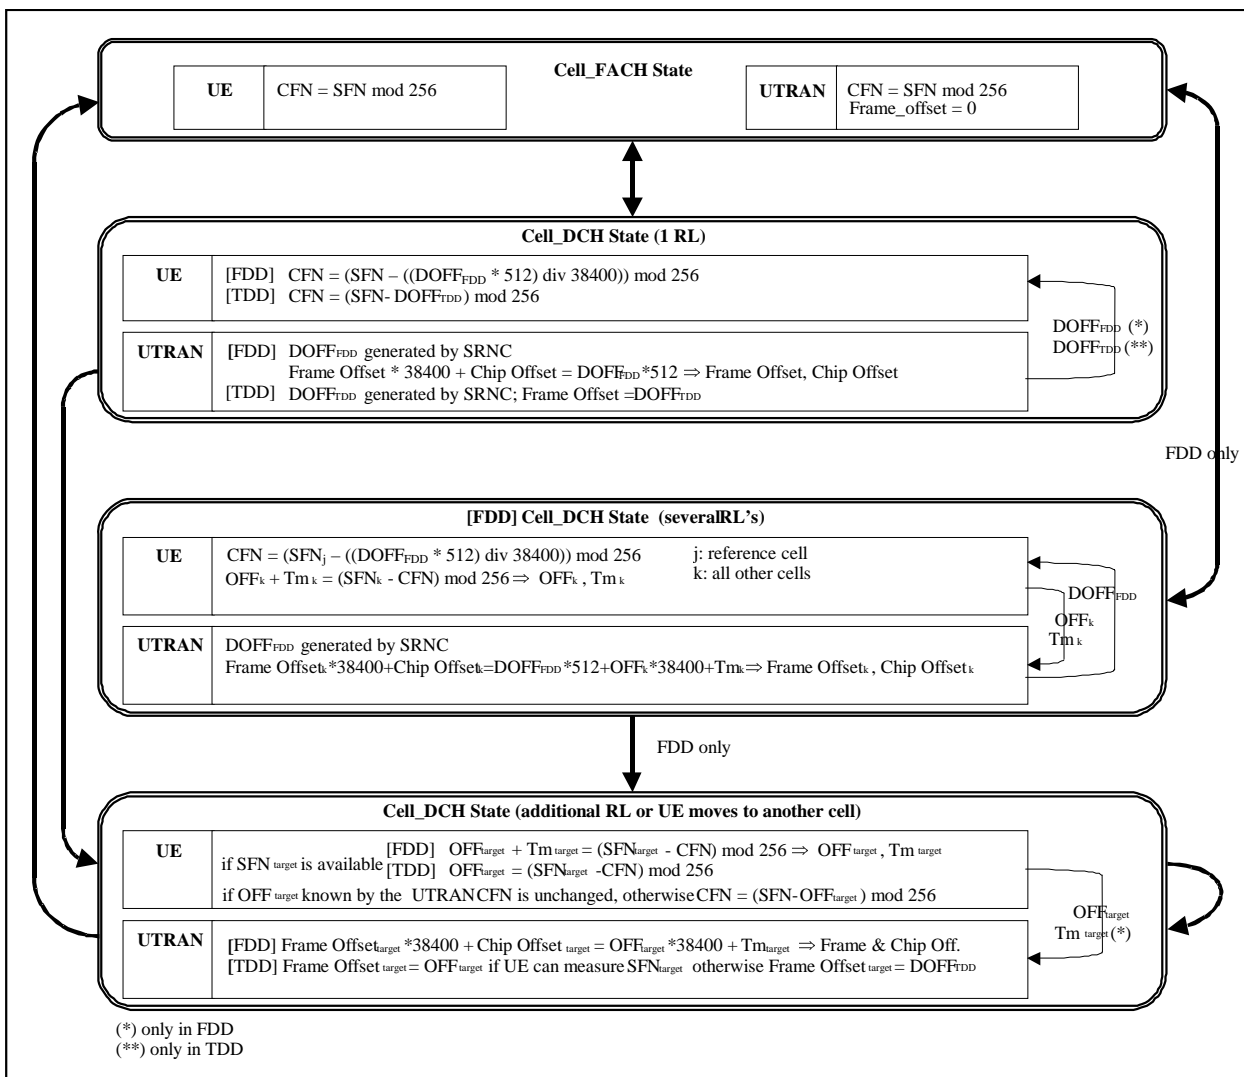 Cell_FACH State
UE CFN = SFN mod 256
UTRAN CFN = SFN mod 256
Frame_offset = 0
Cell_DCH State (1 RL)
UE [FDD] CFN = (SFN – ((DOFFFDD * 512) div 38400)) mod 256
[TDD] CFN = (SFN- DOFFTDD) mod 256
DOFFFDD (*)
DOFFTDD (**)
UTRAN [FDD] DOFFFDD generated by SRNC
Frame Offset * 38400 + Chip Offset = DOFFFDD *512 ⇒ Frame Offset, Chip Offset
[TDD] DOFFTDD generated by SRNC; Frame Offset =DOFFTDD
FDD only
[FDD] Cell_DCH State (several RL's)
UE CFN = (SFNj – ((DOFFFDD * 512) div 38400)) mod 256 j: reference cell
OFFk + Tmk = (SFNk - CFN) mod 256 ⇒ OFFk , Tmk k: all other cells
DOFFFDD
OFFk
Tmk
UTRAN DOFFFDD generated by SRNC
Frame Offsetk*38400+Chip Offsetk=DOFFFDD*512+OFFk*38400+Tmk⇒ Frame Offsetk , Chip Offsetk
FDD only
Cell_DCH State (additional RL or UE moves to another cell)
UE if SFN target is available [FDD] OFFtarget + Tm target = (SFNtarget - CFN) mod 256 ⇒ OFF target , Tm target
[TDD] OFFtarget = (SFNtarget -CFN) mod 256
if OFF target known by the UTRAN CFN is unchanged, otherwise CFN = (SFN-OFFtarget ) mod 256
OFFtarget
Tm target (*)
UTRAN [FDD] Frame Offsettarget *38400 + Chip Offset target = OFFtarget *38400 + Tmtarget ⇒ Frame & Chip Off.
[TDD] Frame Offset target = OFF target if UE can measure SFNtarget otherwise Frame Offset target = DOFFTDD
(*) only in FDD
(**) only in TDD